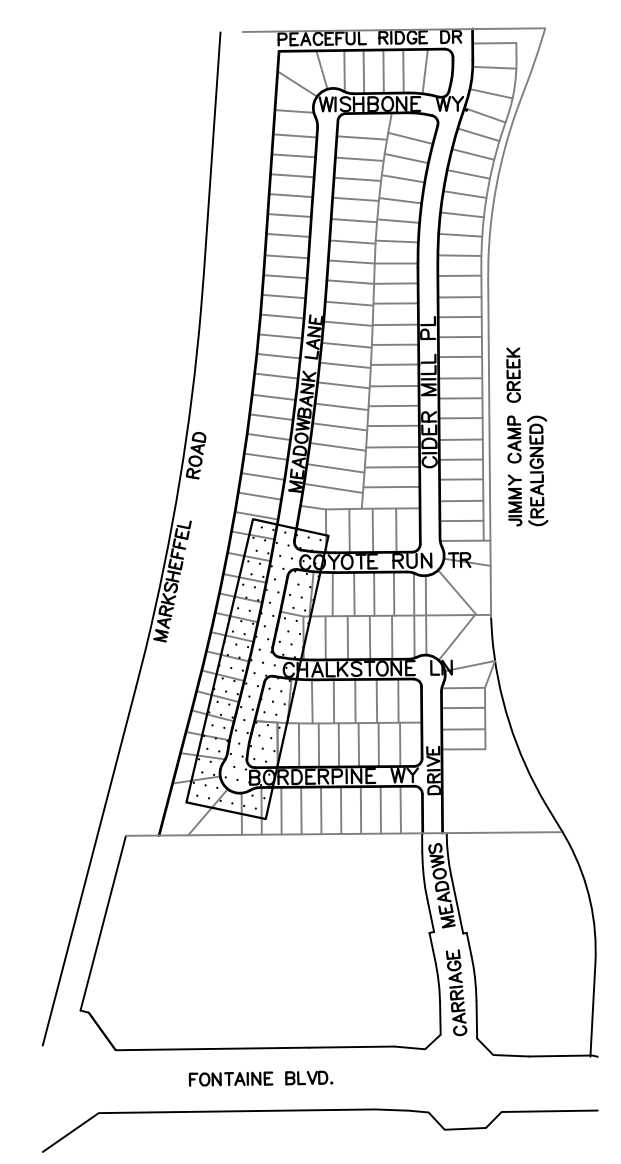 PEACEFUL RIDGE DR
WISHBONE WY.
MEADOWBANK LANE
CIDER MILL PL
JIMMY CAMP CREEK
(REALIGNED)
MARKSHEFFEL ROAD
COYOTE RUN TR
CHALKSTONE LN
BORDERPINE WY
CARRIAGE MEADOWS DRIVE
FONTAINE BLVD.